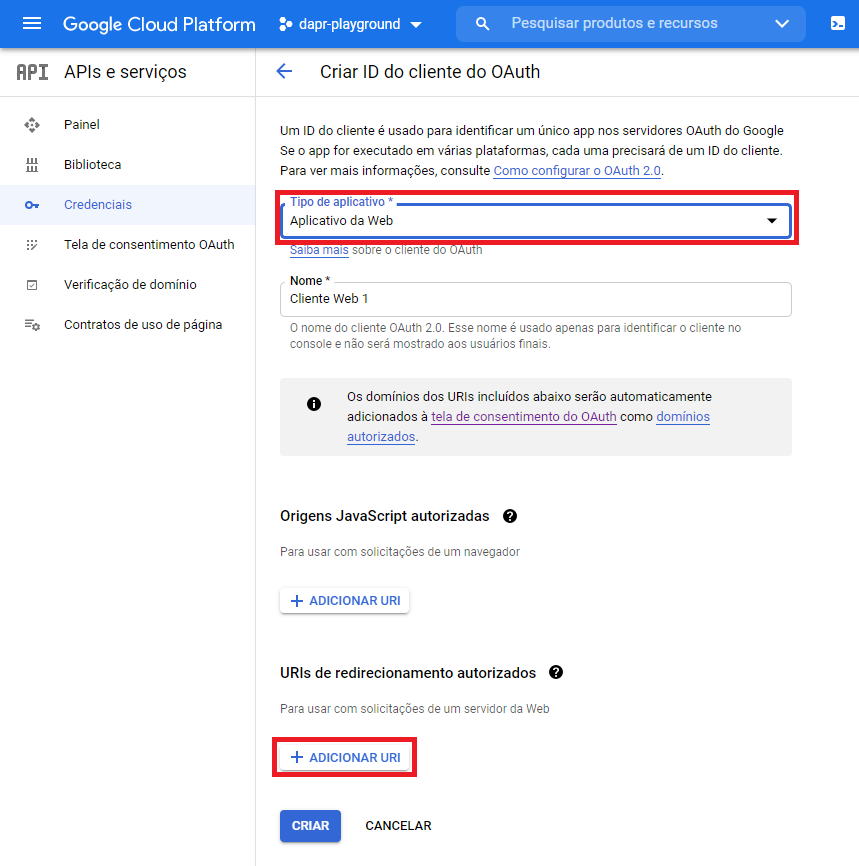 Google Cloud Platform
dapr-playground
Pesquisar produtos e recursos
API
APIs e serviços
Criar ID do cliente do OAuth
Painel
Biblioteca
Credenciais
Tela de consentimento OAuth
Verificação de domínio
Contratos de uso de página
Um ID do cliente é usado para identificar um único app nos servidores OAuth do Google
Se o app for executado em várias plataformas, cada uma precisará de um ID do cliente.
Para ver mais informações, consulte Como configurar o OAuth 2.0.
Tipo de aplicativo *
Aplicativo da Web
Saiba mais sobre o cliente do OAuth
Nome *
Cliente Web 1
O nome do cliente OAuth 2.0. Esse nome é usado apenas para identificar o cliente no
console e não será mostrado aos usuários finais.
Os domínios dos URIs incluídos abaixo serão automaticamente
adicionados à tela de consentimento do OAuth como domínios
autorizados.
Origens JavaScript autorizadas
Para usar com solicitações de um navegador
+ ADICIONAR URI
URIs de redirecionamento autorizados
Para usar com solicitações de um servidor da Web
+ ADICIONAR URI
CRIAR
CANCELAR